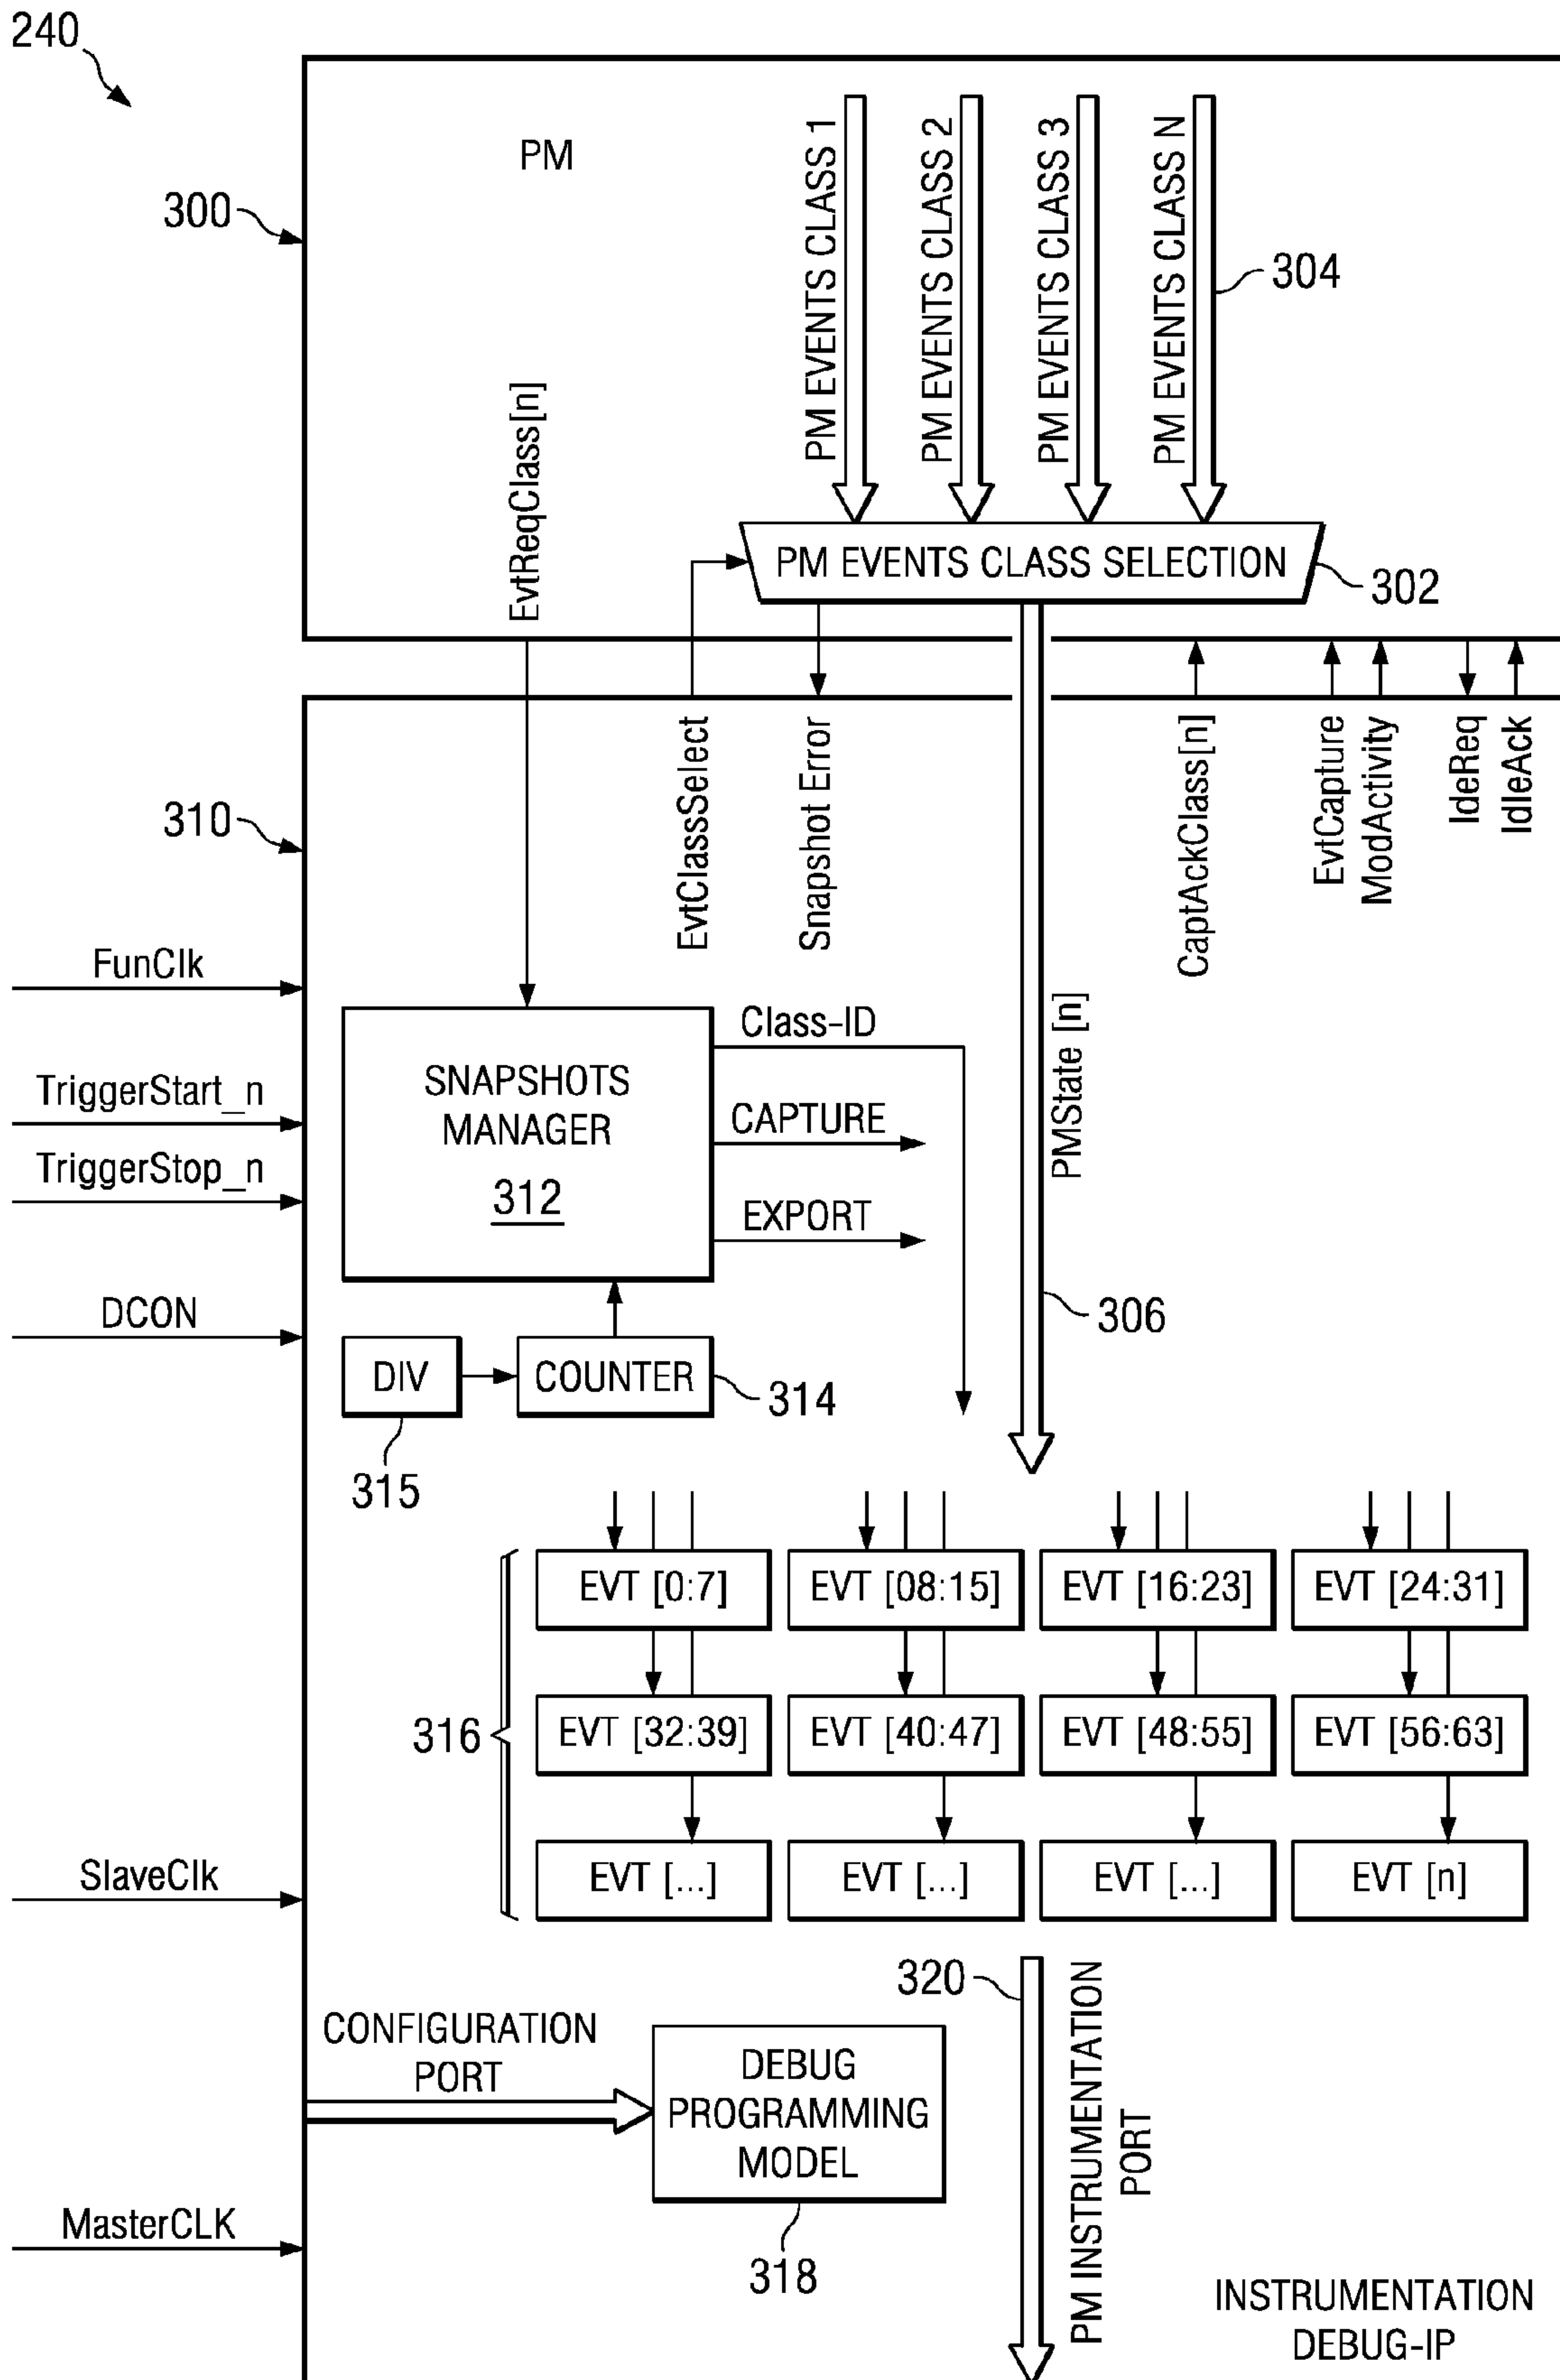 240
PM
300
PM EVENTS CLASS 1
PM EVENTS CLASS 2
PM EVENTS CLASS 3
PM EVENTS CLASS N
304
EvtReqClass[n]
PM EVENTS CLASS SELECTION
302
310
EvtClassSelect
Snapshot Error
CaptAckClass[n]
EvtCapture
ModActivity
IdeReq
IdleAck
FunClk
TriggerStart_n
TriggerStop_n
DCON
SNAPSHOTS
MANAGER
312
Class-ID
CAPTURE
EXPORT
PMState [n]
306
DIV
COUNTER
314
315
EVT [0:7]
EVT [08:15]
EVT [16:23]
EVT [24:31]
316
EVT [32:39]
EVT [40:47]
EVT [48:55]
EVT [56:63]
EVT [...]
EVT [...]
EVT [...]
EVT [n]
SlaveClk
320
CONFIGURATION
PORT
DEBUG
PROGRAMMING
MODEL
318
PM INSTRUMENTATION
PORT
MasterCLK
INSTRUMENTATION
DEBUG-IP